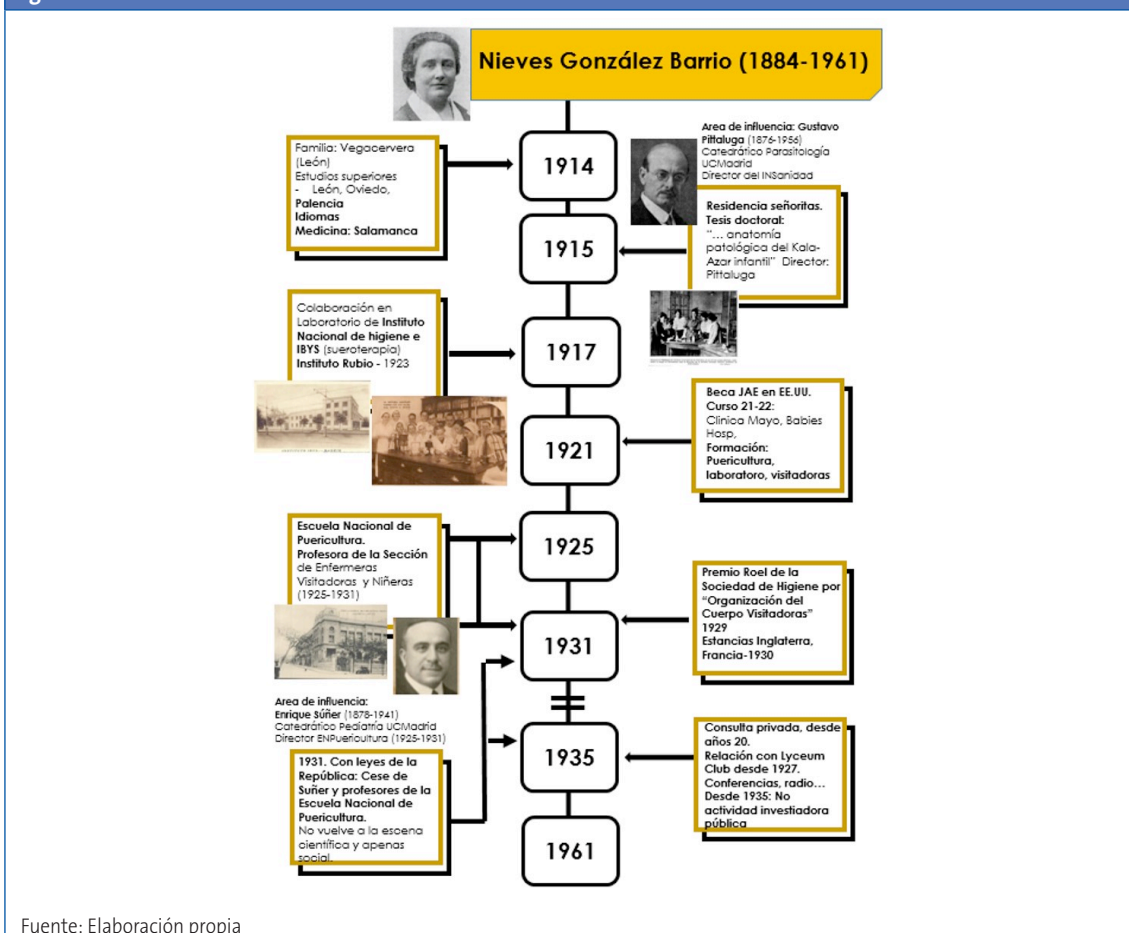 Nieves González Barrio (1884-1961)
1914
Familia: Vegacervera
(León)
Estudios superiores
- León, Oviedo,
Palencia
Idiomas
Medicina: Salamanca
Area de influencia: Gustavo
Pittaluga (1876-1956)
Catedrático Parasitología
UCMadrid
Director del INSanidad
1915
Residencia señoritas.
Tesis doctoral:
“... anatomía
patológica del Kala-
Azar infantil” Director:
Pittaluga
1917
Colaboración en
Laboratorio de Instituto
Nacional de higiene e
IBYS (sueroterapia)
Instituto Rubio - 1923
1921
Beca JAE en EE.UU.
Curso 21-22:
Clinica Mayo, Babies
Hosp,
Formación:
Puericultura,
laboratoro, visitadoras
1925
Escuela Nacional de
Puericultura.
Profesora de la Sección
de Enfermeras
Visitadoras y Niñeras
(1925-1931)
1931
Premio Roel de la
Sociedad de Higiene por
“Organización del
Cuerpo Visitadoras”
1929
Estancias Inglaterra,
Francia-1930
Area de influencia:
Enrique Súñer (1878-1941)
Catedrático Pediatría UCMadrid
Director ENPuericultura (1925-1931)
1931. Con leyes de la
República: Cese de
Suñer y profesores de la
Escuela Nacional de
Puericultura.
No vuelve a la escena
científica y apenas
social.
1935
Consulta privada, desde
años 20.
Relación con Lyceum
Club desde 1927.
Conferencias, radio...
Desde 1935: No
actividad investiadora
pública
1961
Fuente: Elaboración propia